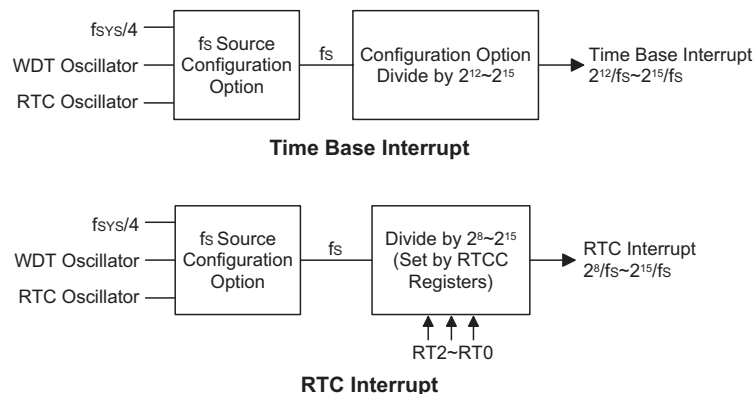 fSYS/4
WDT Oscillator
RTC Oscillator
fS Source
Configuration
Option
fS
Configuration Option
Divide by 2¹²~2¹⁵
Time Base Interrupt
2¹²/fS~2¹⁵/fS
Time Base Interrupt
fSYS/4
WDT Oscillator
RTC Oscillator
fS Source
Configuration
Option
fS
Divide by 2⁸~2¹⁵
(Set by RTCC
Registers)
RT2~RT0
RTC Interrupt
2⁸/fS~2¹⁵/fS
RTC Interrupt